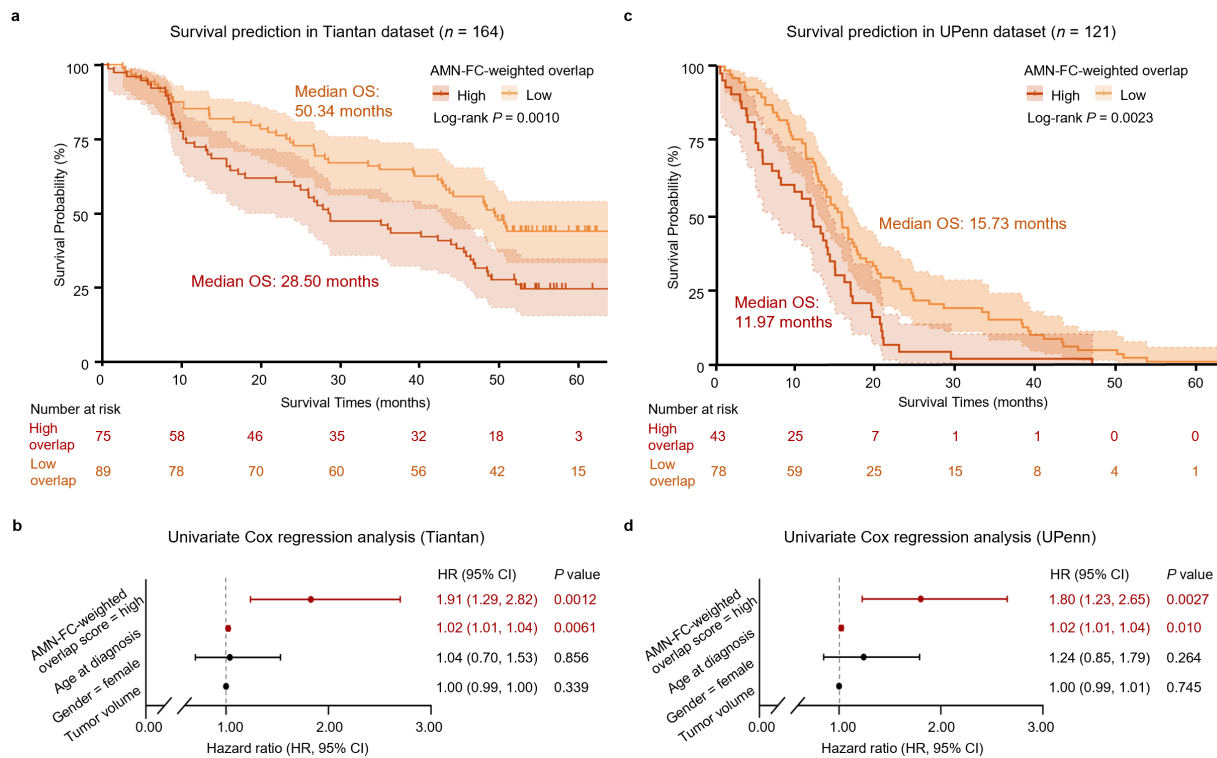 a
Survival prediction in Tiantan dataset (n = 164)
100
75
50
25
0
Survival Probability (%)
Median OS:
50.34 months
AMN-FC-weighted overlap
High Low
Log-rank P = 0.0010
Median OS: 28.50 months
0 10 20 30 40 50 60
Survival Times (months)
Number at risk
High
overlap
75 58 46 35 32 18 3
Low
overlap
89 78 70 60 56 42 15
c
Survival prediction in UPenn dataset (n = 121)
100
75
50
25
0
Survival Probability (%)
AMN-FC-weighted overlap
High Low
Log-rank P = 0.0023
Median OS: 15.73 months
Median OS:
11.97 months
0 10 20 30 40 50 60
Survival Times (months)
Number at risk
High
overlap
43 25 7 1 1 0 0
Low
overlap
78 59 25 15 8 4 1
b
Univariate Cox regression analysis (Tiantan)
HR (95% CI) P value
AMN-FC-weighted
overlap score = high
1.91 (1.29, 2.82) 0.0012
Age at diagnosis
1.02 (1.01, 1.04) 0.0061
Gender = female
1.04 (0.70, 1.53) 0.856
Tumor volume
1.00 (0.99, 1.00) 0.339
0.00 1.00 2.00 3.00
Hazard ratio (HR, 95% CI)
d
Univariate Cox regression analysis (UPenn)
HR (95% CI) P value
AMN-FC-weighted
overlap score = high
1.80 (1.23, 2.65) 0.0027
Age at diagnosis
1.02 (1.01, 1.04) 0.010
Gender = female
1.24 (0.85, 1.79) 0.264
Tumor volume
1.00 (0.99, 1.01) 0.745
0.00 1.00 2.00 3.00
Hazard ratio (HR, 95% CI)